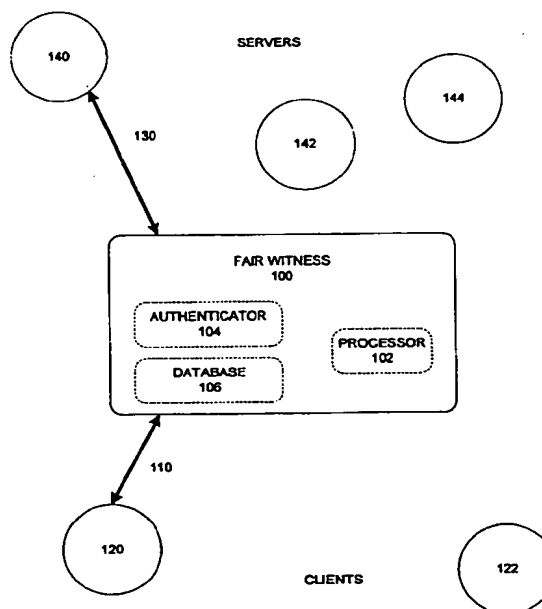 140
SERVERS
144
142
130
FAIR WITNESS
100
AUTHENTICATOR
104
PROCESSOR
102
DATABASE
106
110
120
122
CLIENTS